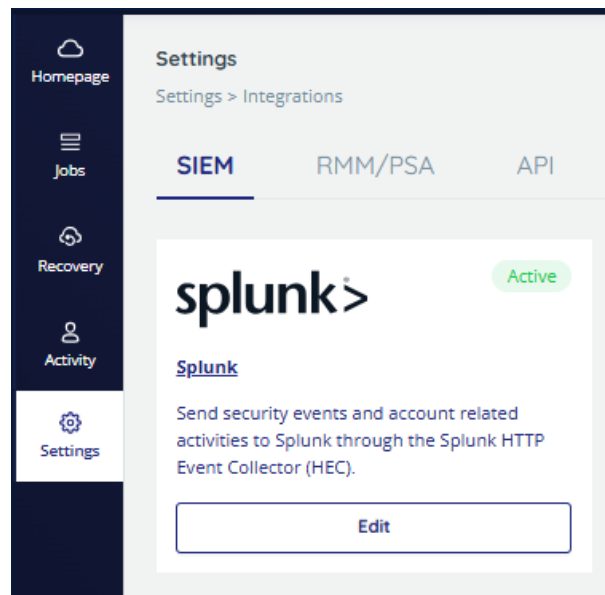 Homepage
Jobs
Recovery
Activity
Settings
Settings
Settings > Integrations
SIEM RMM/PSA API
splunk>
Active
Splunk
Send security events and account related
activities to Splunk through the Splunk HTTP
Event Collector (HEC).
Edit